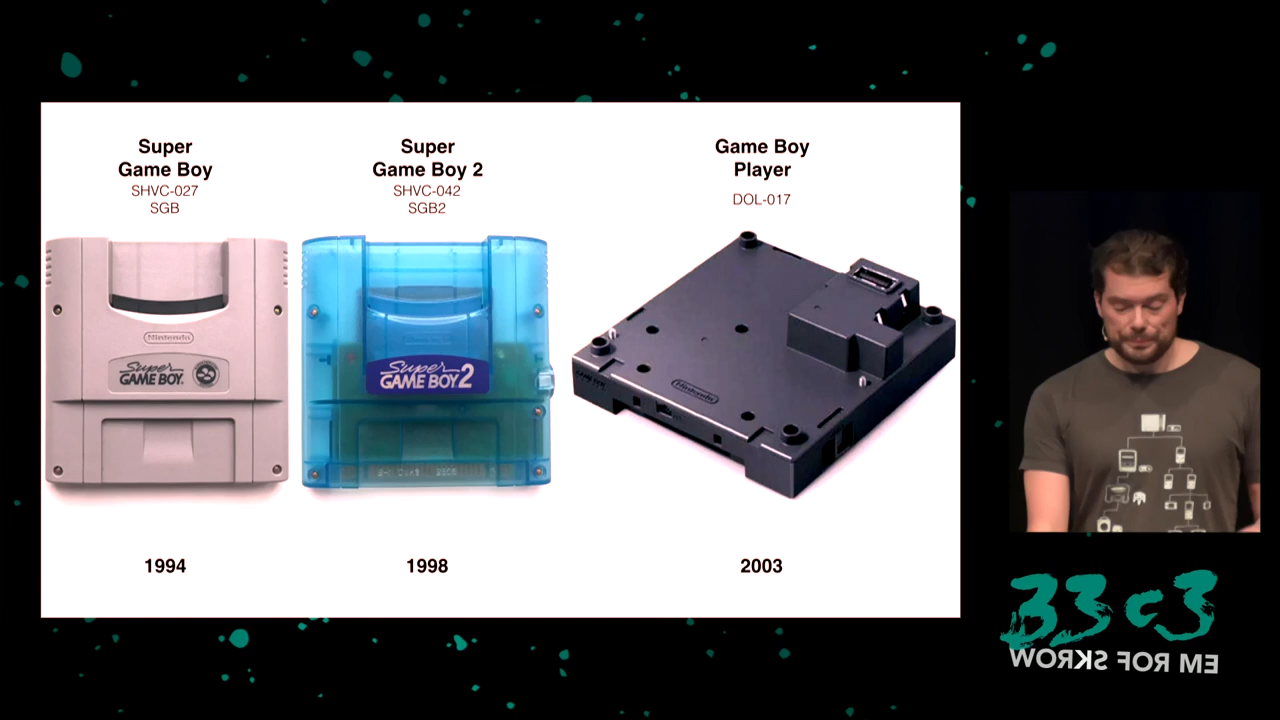 Super
Game Boy
SHVC-027
SGB
Super
Game Boy 2
SHVC-042
SGB2
Game Boy
Player
DOL-017
Nintendo
Super
GAME BOY.
Super
GAME BOY 2
Nintendo
1994
1998
2003
33c3
WORKS FOR ME